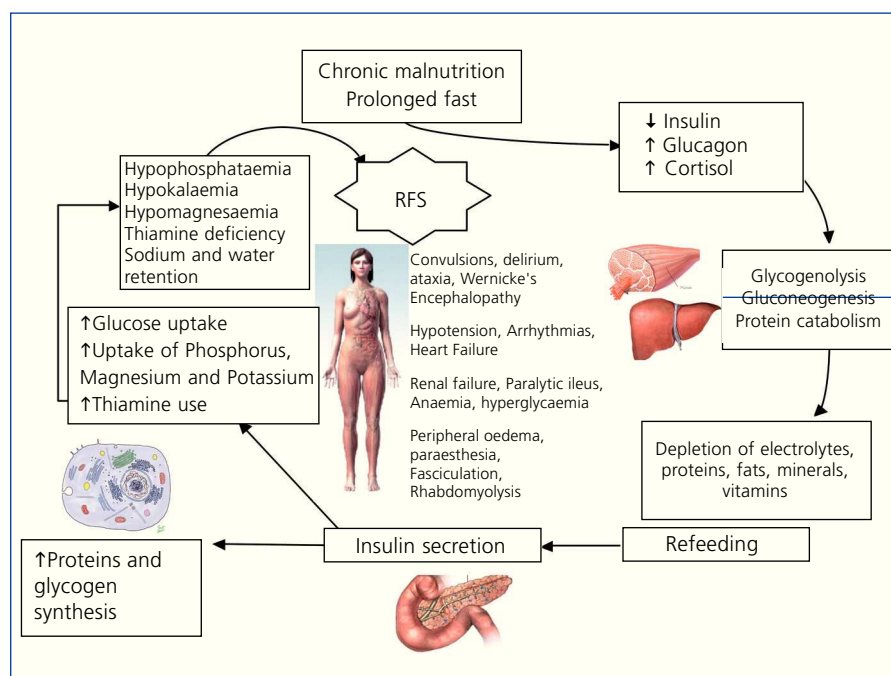 Chronic malnutrition
Prolonged fast
↓ Insulin
↑ Glucagon
↑ Cortisol
Hypophosphataemia
Hypokalaemia
Hypomagnesaemia
Thiamine deficiency
Sodium and water
retention
RFS
Convulsions, delirium,
ataxia, Wernicke's
Encephalopathy
Hypotension, Arrhythmias,
Heart Failure
Renal failure, Paralytic ileus,
Anaemia, hyperglycaemia
Peripheral oedema,
paraesthesia,
Fasciculation,
Rhabdomyolysis
Glycogenolysis
Gluconeogenesis
Protein catabolism
↑Glucose uptake
↑Uptake of Phosphorus,
Magnesium and Potassium
↑Thiamine use
Depletion of electrolytes,
proteins, fats, minerals,
vitamins
Refeeding
Insulin secretion
↑Proteins and
glycogen
synthesis